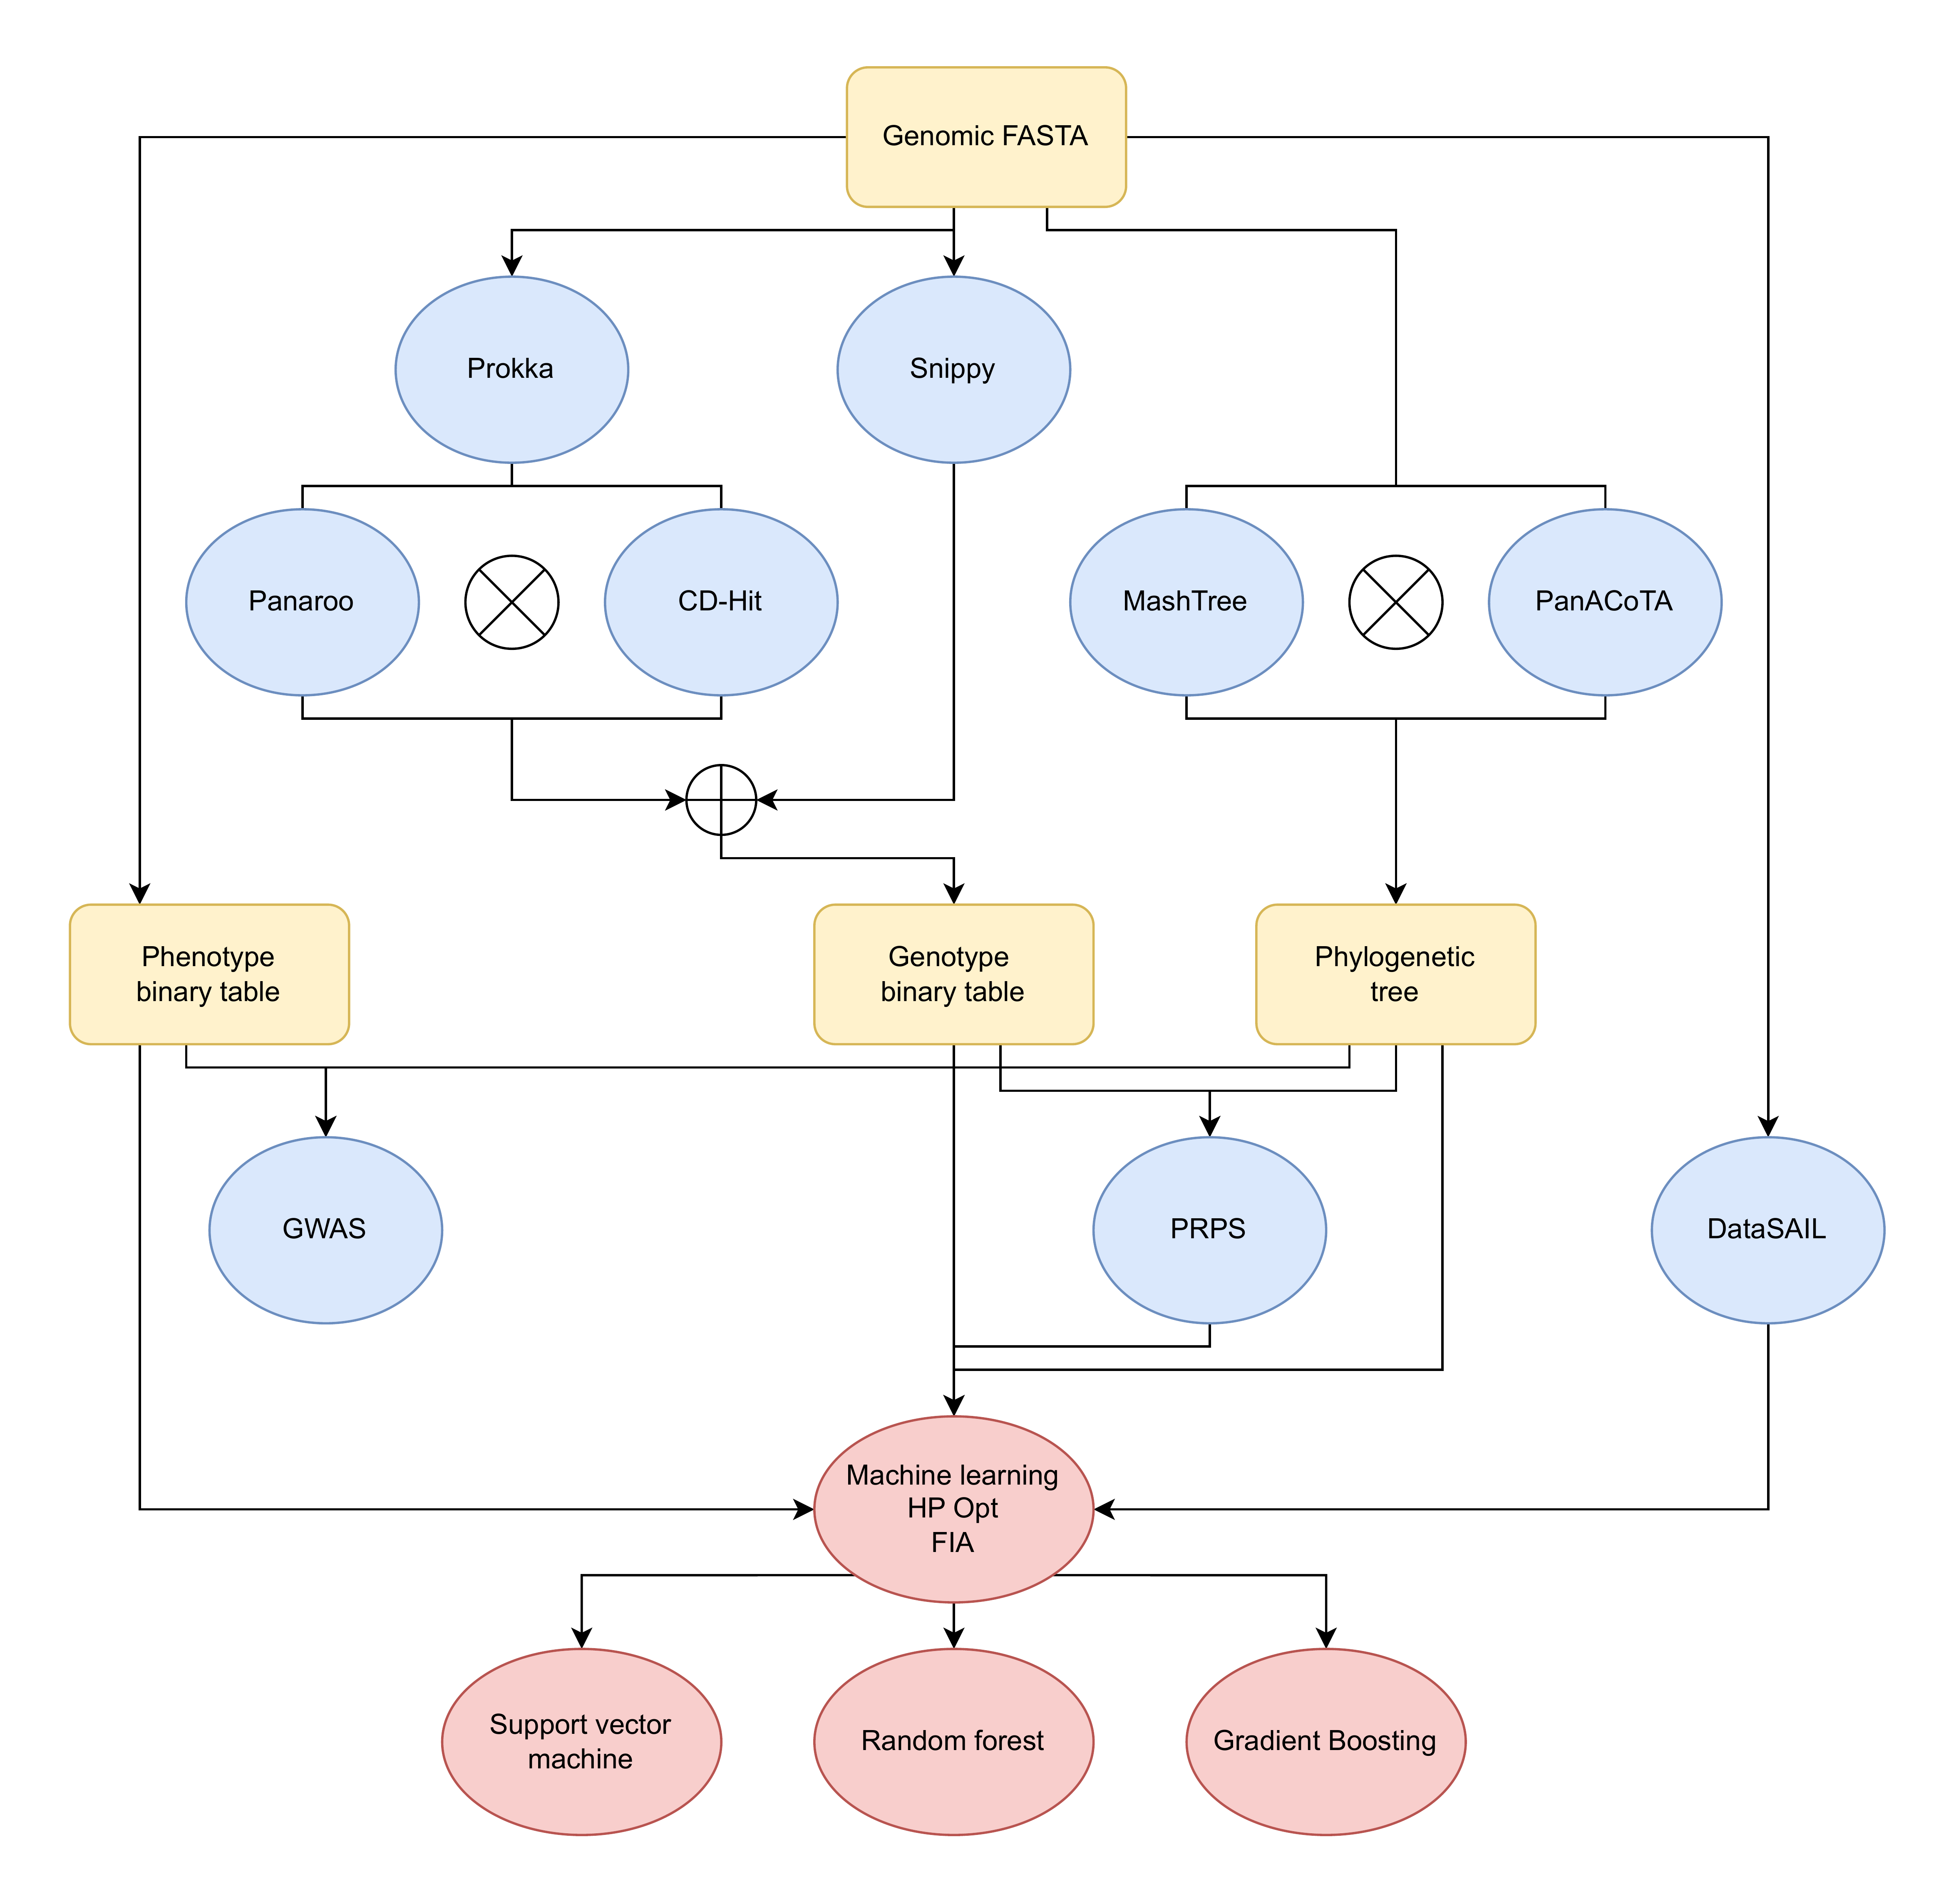 Genomic FASTA
Prokka
Snippy
Panaroo
CD-Hit
MashTree
PanACoTA
Phenotype
binary table
Genotype
binary table
Phylogenetic
tree
GWAS
PRPS
DataSAIL
Machine learning
HP Opt
FIA
Support vector
machine
Random forest
Gradient Boosting